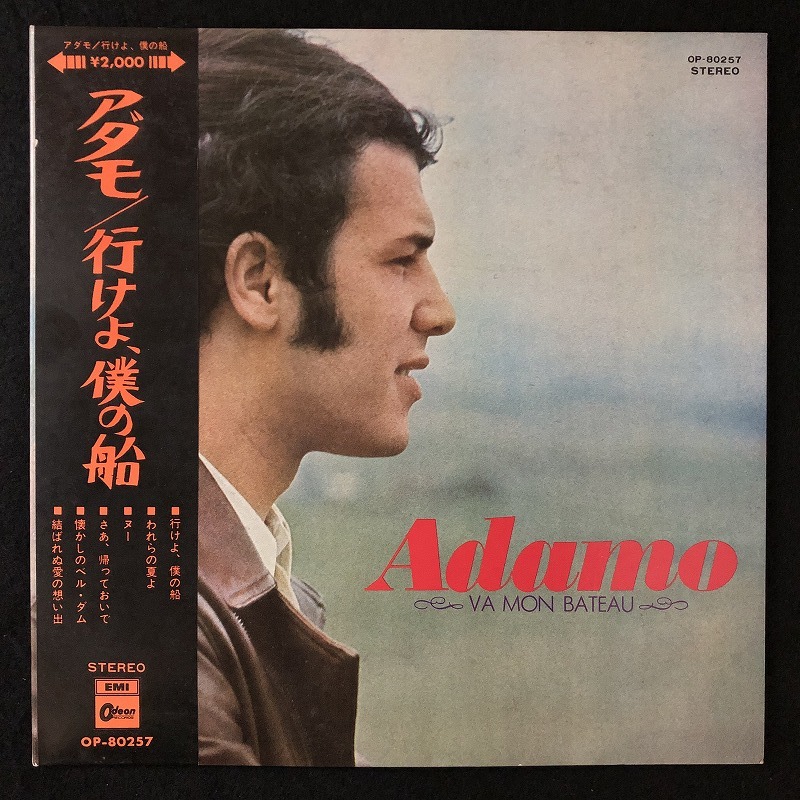 アダモ/行けよ、僕の船
¥2,000
アダモ/行けよ、僕の船
■行けよ、僕の船
■われらの夏よ
■ヌー
■さあ、帰っておいで
■懐かしのベル・ダム
■結ばれぬ愛の想い出
STEREO
EMI
Odeon
RECORDS
OP-80257
OP-80257
STEREO
Adamo
VA MON BATEAU